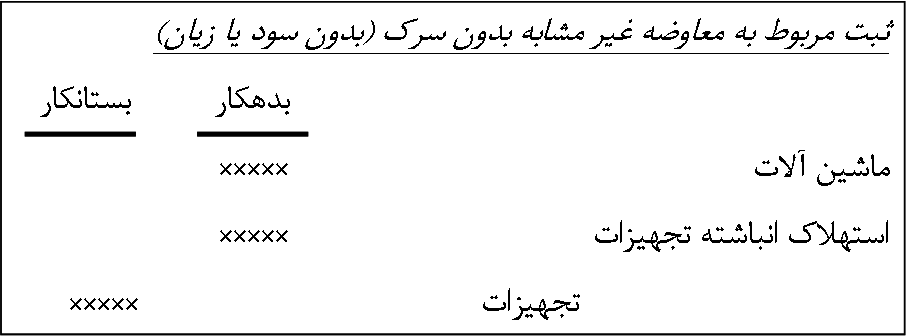 ثبت مربوط به معاوضه غیر مشابه بدون سرک (بدون سود یا زیان)
بدهکار بستانکار
ماشین آلات ×××××
استهلاک انباشته تجهیزات ×××××
تجهیزات ×××××